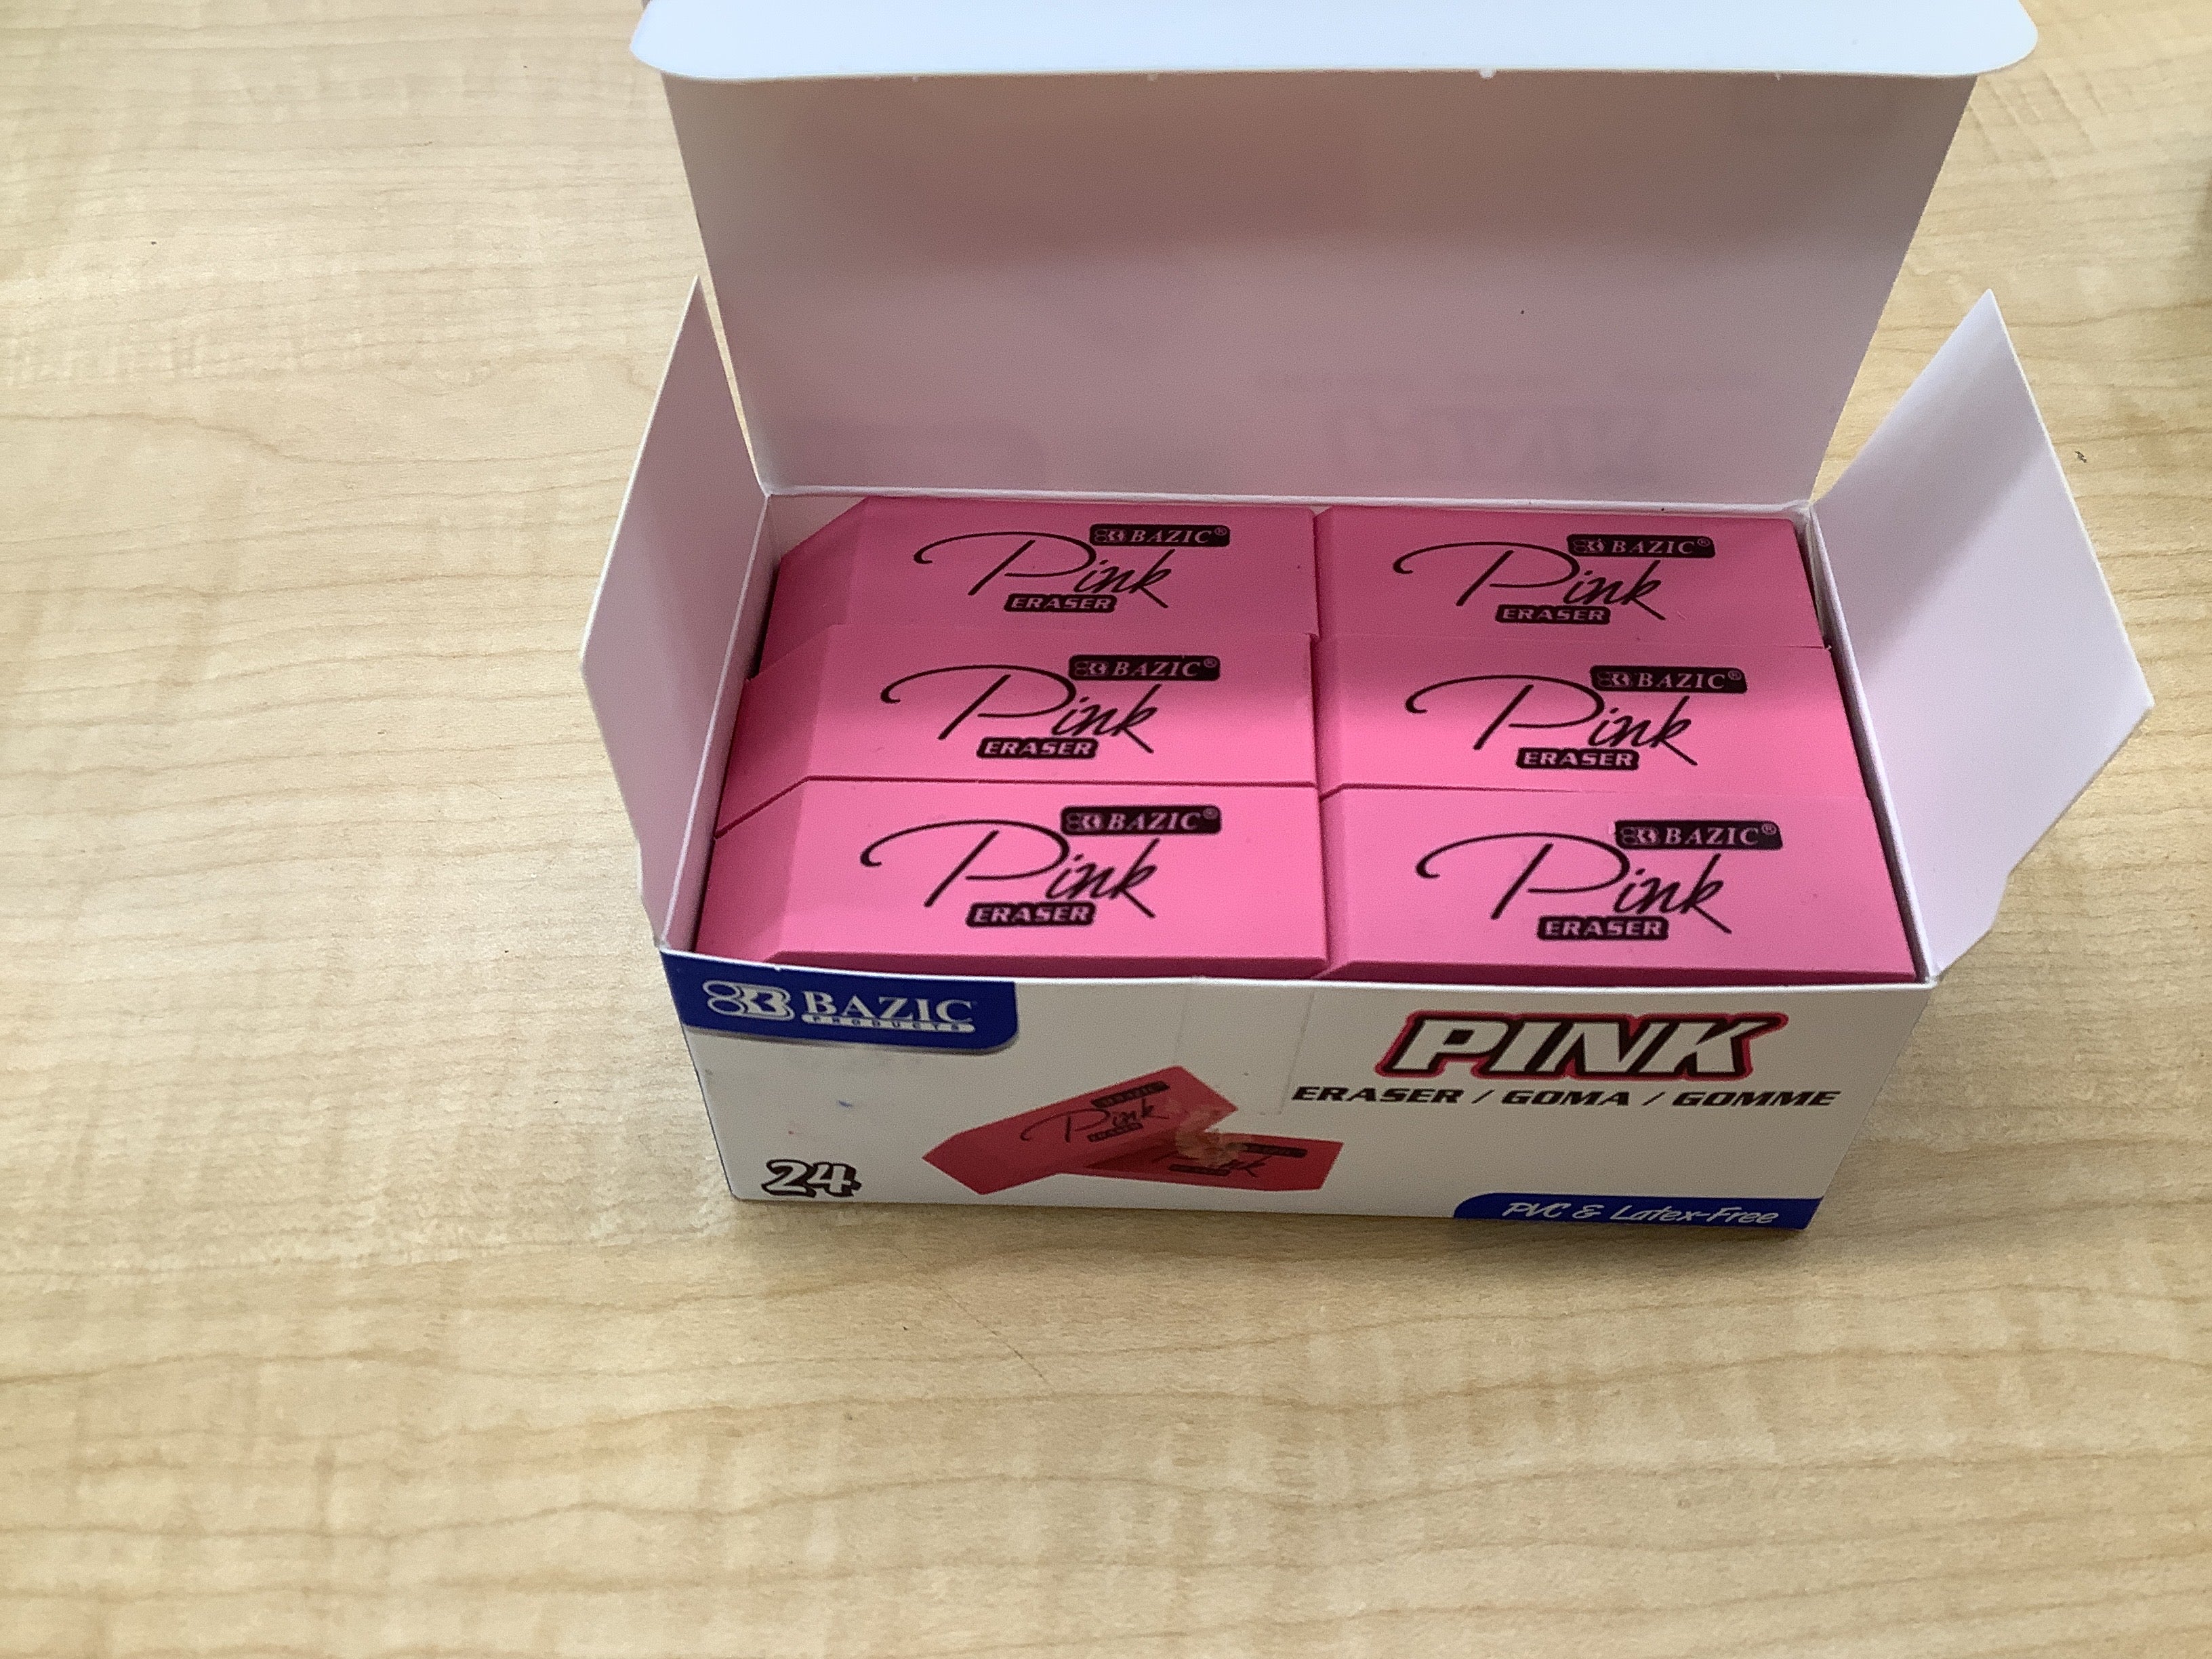 BAZIC®
Pink
ERASER
BAZIC®
Pink
ERASER
BAZIC®
Pink
ERASER
BAZIC®
Pink
ERASER
BAZIC®
Pink
ERASER
BAZIC®
Pink
ERASER
BAZIC
PRODUCTS
PINK
ERASER / GOMA / GOMME
Pink
24
PVC & Latex-Free